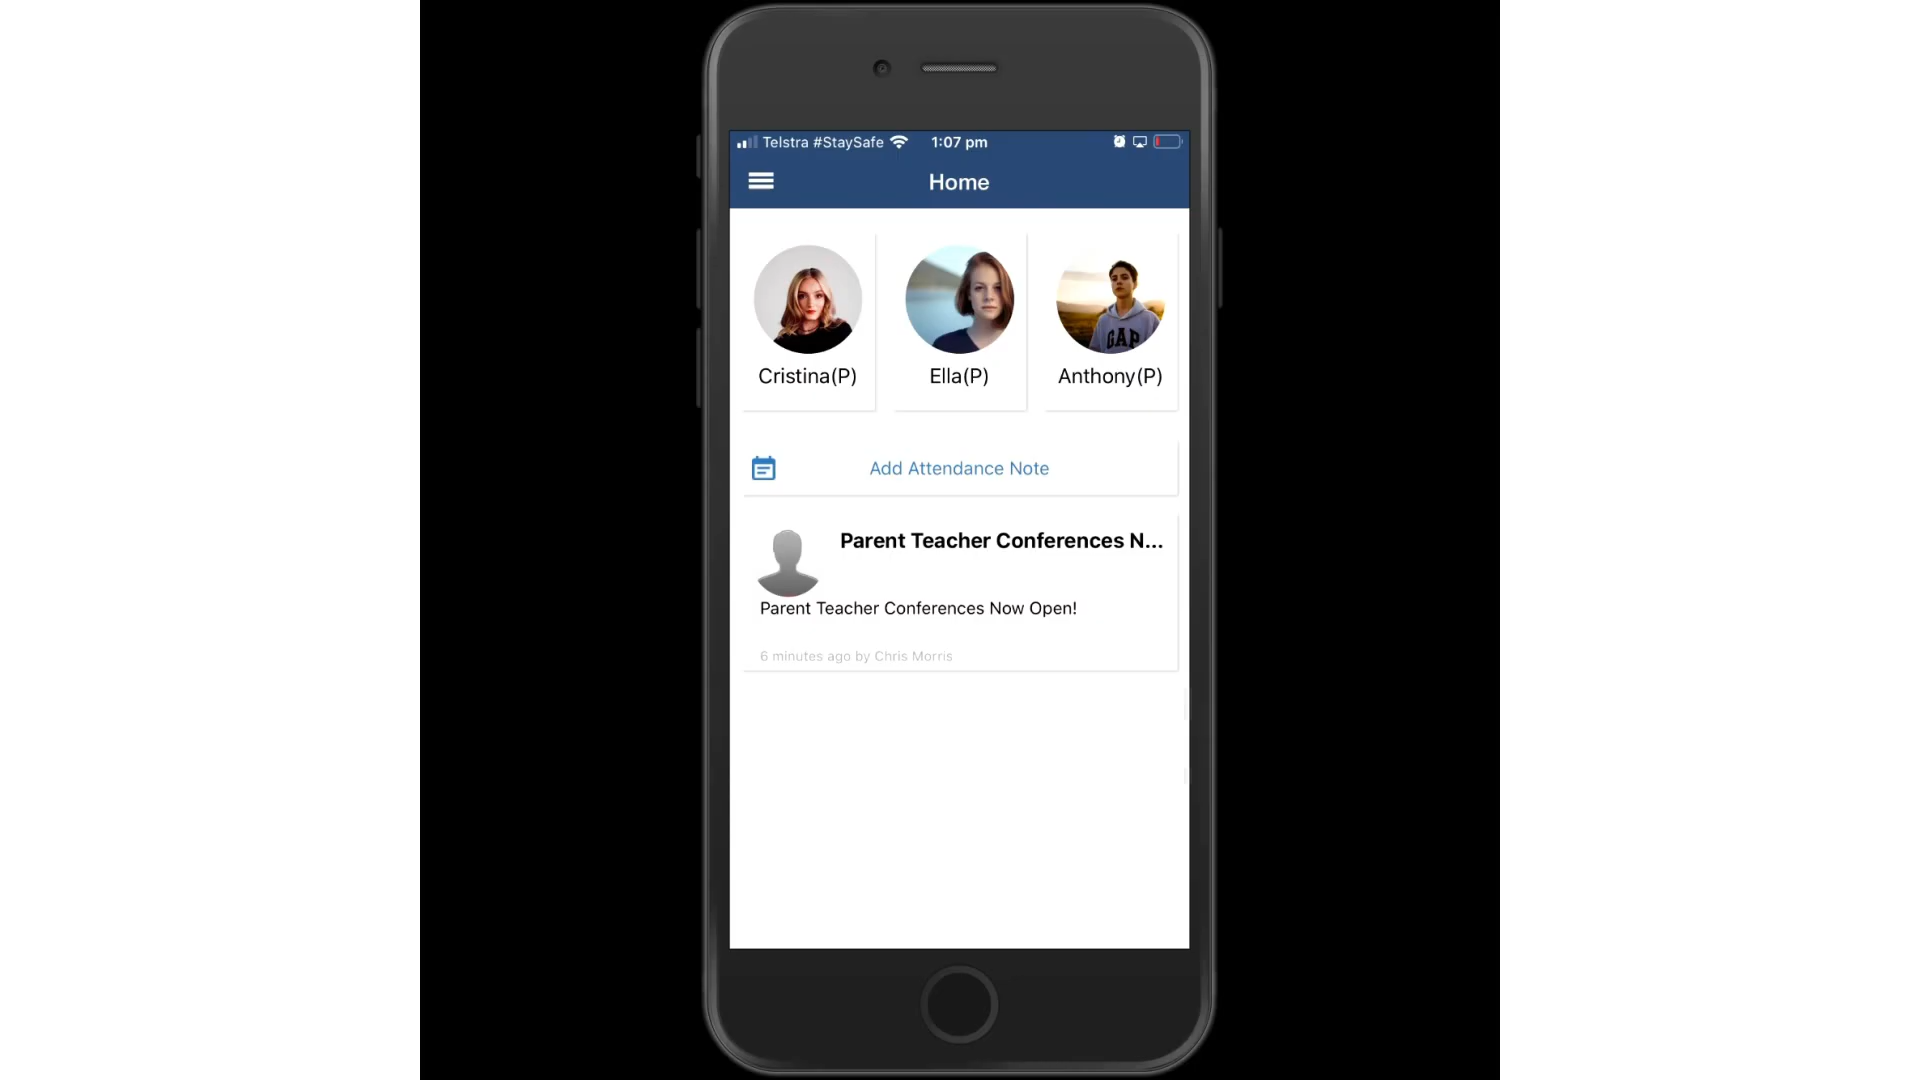 Telstra #StaySafe 1:07 pm
Home
GAP
Cristina(P) Ella(P) Anthony(P)
Add Attendance Note
Parent Teacher Conferences N...
Parent Teacher Conferences Now Open!
6 minutes ago by Chris Morris